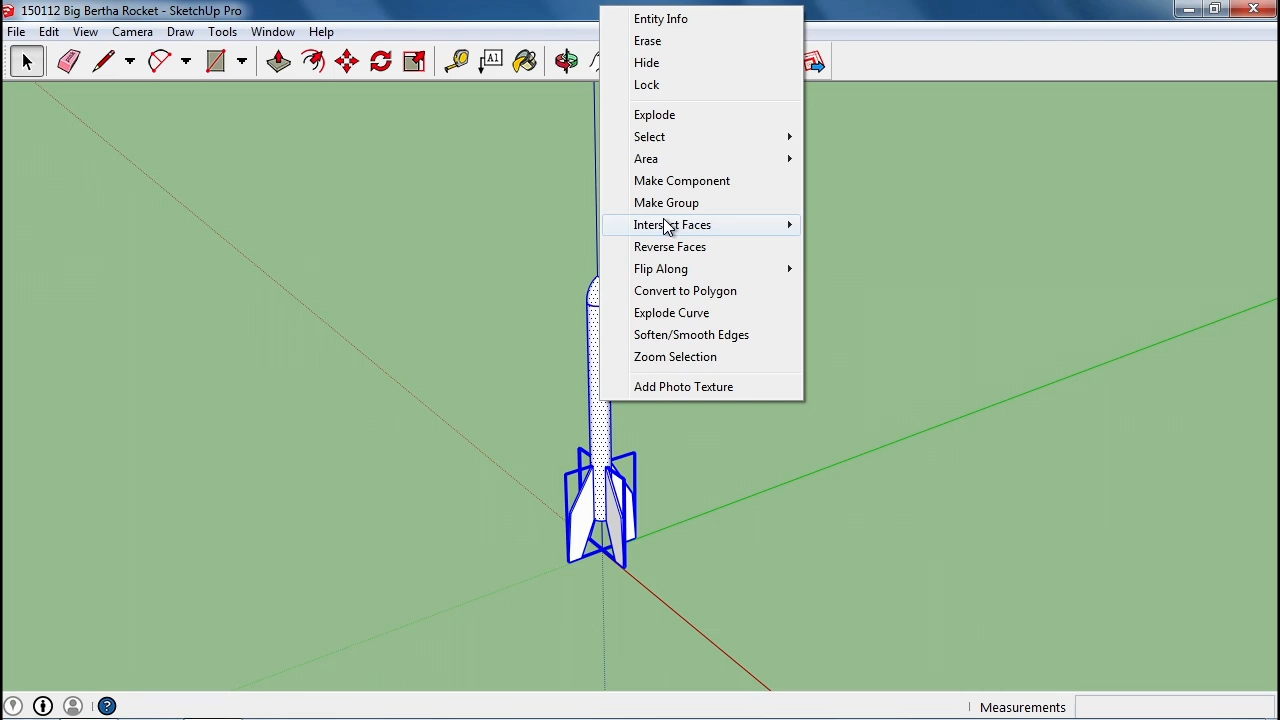 150112 Big Bertha Rocket - SketchUp Pro
File Edit View Camera Draw Tools Window Help
A1
Entity Info
Erase
Hide
Lock
Explode
Select
Area
Make Component
Make Group
Intersect Faces
Reverse Faces
Flip Along
Convert to Polygon
Explode Curve
Soften/Smooth Edges
Zoom Selection
Add Photo Texture
Measurements